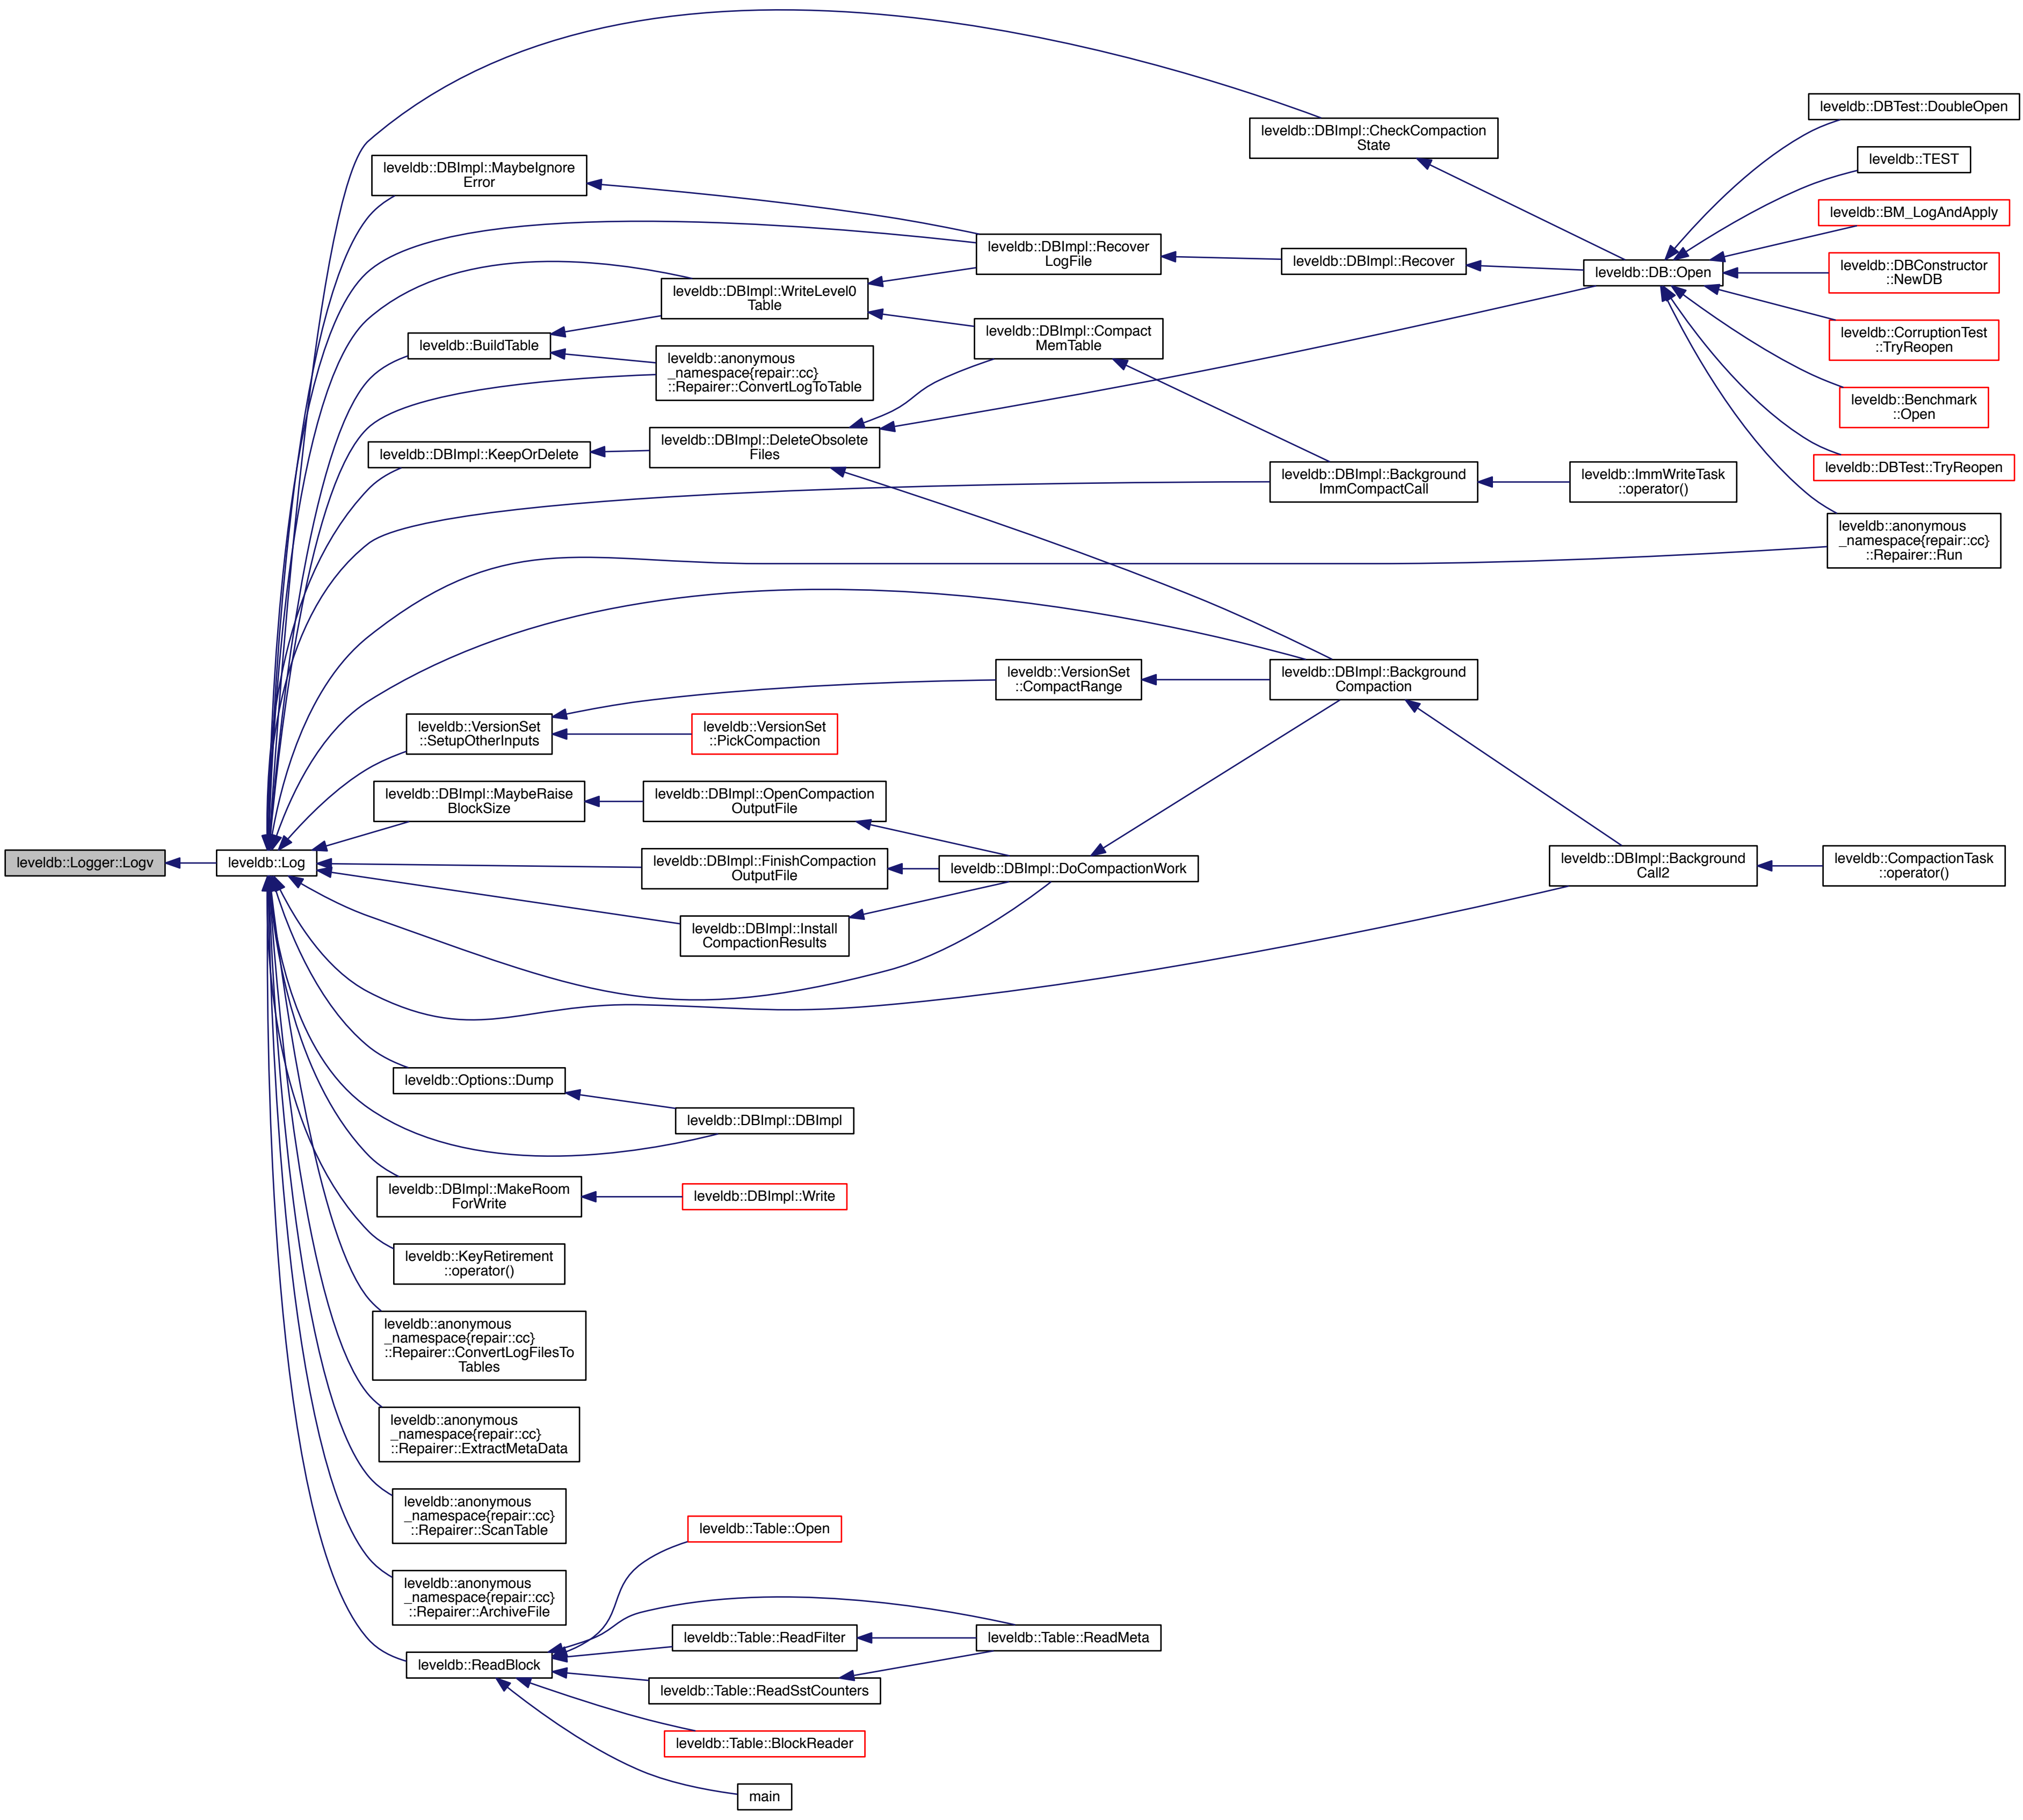 leveldb::Logger::Logv
leveldb::Log
leveldb::DBImpl::CheckCompaction
State
leveldb::DBImpl::MaybeIgnore
Error
leveldb::DBImpl::Recover
LogFile
leveldb::DBImpl::Recover
leveldb::DB::Open
leveldb::DBTest::DoubleOpen
leveldb::TEST
leveldb::BM_LogAndApply
leveldb::DBConstructor
::NewDB
leveldb::CorruptionTest
::TryReopen
leveldb::Benchmark
::Open
leveldb::DBTest::TryReopen
leveldb::anonymous
_namespace{repair::cc}
::Repairer::Run
leveldb::DBImpl::WriteLevel0
Table
leveldb::BuildTable
leveldb::anonymous
_namespace{repair::cc}
::Repairer::ConvertLogToTable
leveldb::DBImpl::Compact
MemTable
leveldb::DBImpl::KeepOrDelete
leveldb::DBImpl::DeleteObsolete
Files
leveldb::DBImpl::Background
ImmCompactCall
leveldb::ImmWriteTask
::operator()
leveldb::VersionSet
::SetupOtherInputs
leveldb::VersionSet
::CompactRange
leveldb::VersionSet
::PickCompaction
leveldb::DBImpl::Background
Compaction
leveldb::DBImpl::MaybeRaise
BlockSize
leveldb::DBImpl::OpenCompaction
OutputFile
leveldb::DBImpl::FinishCompaction
OutputFile
leveldb::DBImpl::DoCompactionWork
leveldb::DBImpl::Install
CompactionResults
leveldb::DBImpl::Background
Call2
leveldb::CompactionTask
::operator()
leveldb::Options::Dump
leveldb::DBImpl::DBImpl
leveldb::DBImpl::MakeRoom
ForWrite
leveldb::DBImpl::Write
leveldb::KeyRetirement
::operator()
leveldb::anonymous
_namespace{repair::cc}
::Repairer::ConvertLogFilesTo
Tables
leveldb::anonymous
_namespace{repair::cc}
::Repairer::ExtractMetaData
leveldb::anonymous
_namespace{repair::cc}
::Repairer::ScanTable
leveldb::anonymous
_namespace{repair::cc}
::Repairer::ArchiveFile
leveldb::ReadBlock
leveldb::Table::Open
leveldb::Table::ReadFilter
leveldb::Table::ReadMeta
leveldb::Table::ReadSstCounters
leveldb::Table::BlockReader
main